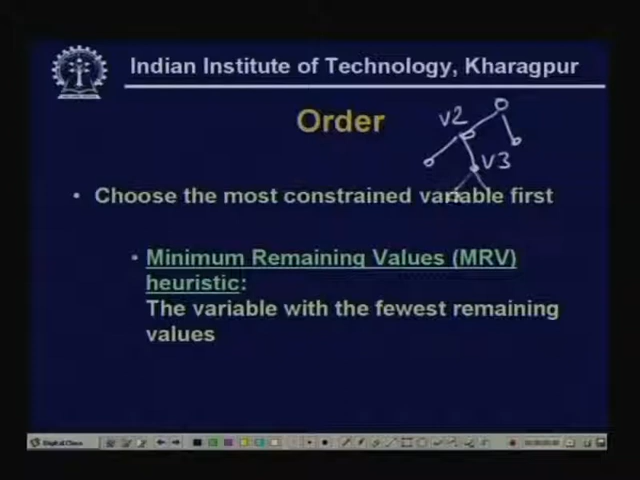 Indian Institute of Technology, Kharagpur
Order
V2
V3
• Choose the most constrained variable first
• Minimum Remaining Values (MRV)
heuristic:
The variable with the fewest remaining
values
DigitalClass